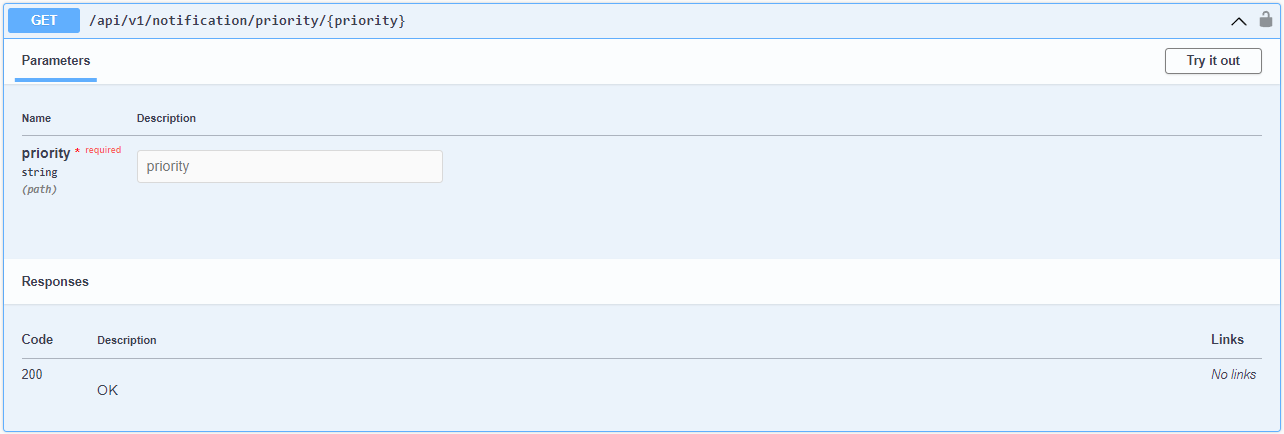 GET /api/v1/notification/priority/{priority}
Parameters
Try it out
Name Description
priority * required
string
(path)
priority
Responses
Code Description Links
200 No links
OK